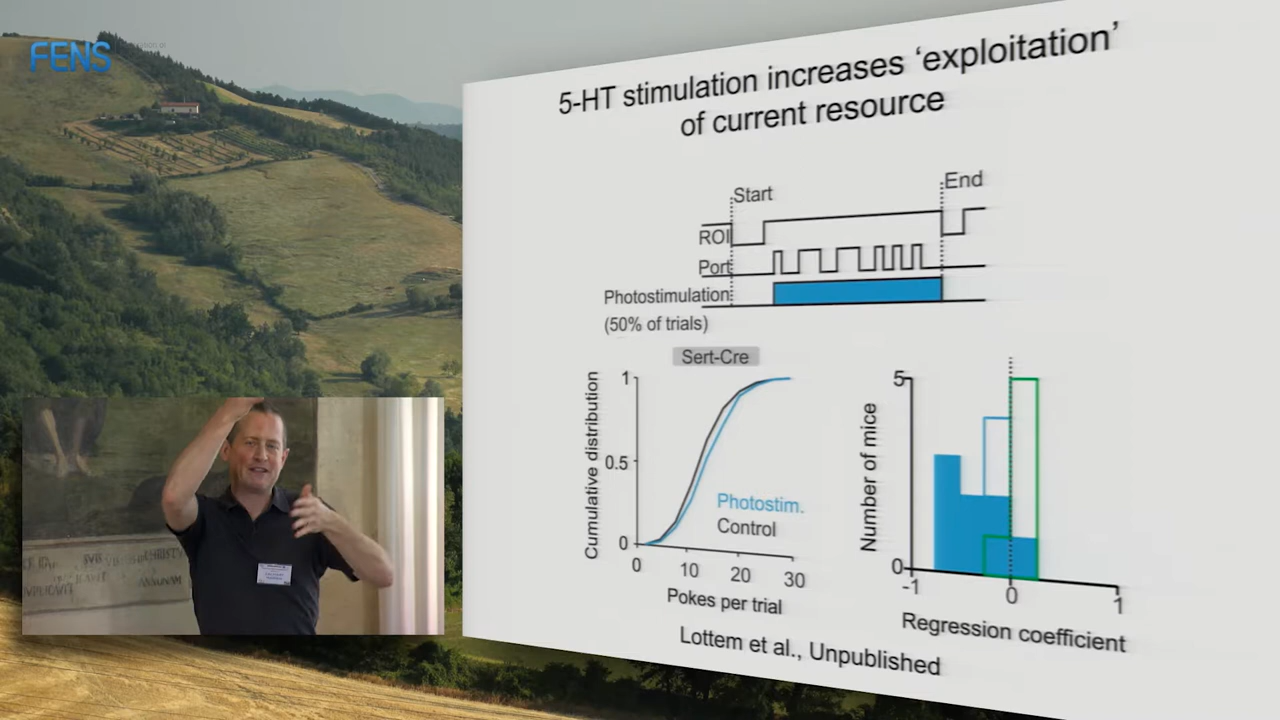 FENS
5-HT stimulation increases ‘exploitation’
of current resource
Start
End
ROI
Port
Photostimulation
(50% of trials)
Sert-Cre
Cumulative distribution
1
0.5
0
0
10
20
30
Pokes per trial
Photostim.
Control
Number of mice
5
0
-1
0
1
Regression coefficient
Lottem et al., Unpublished